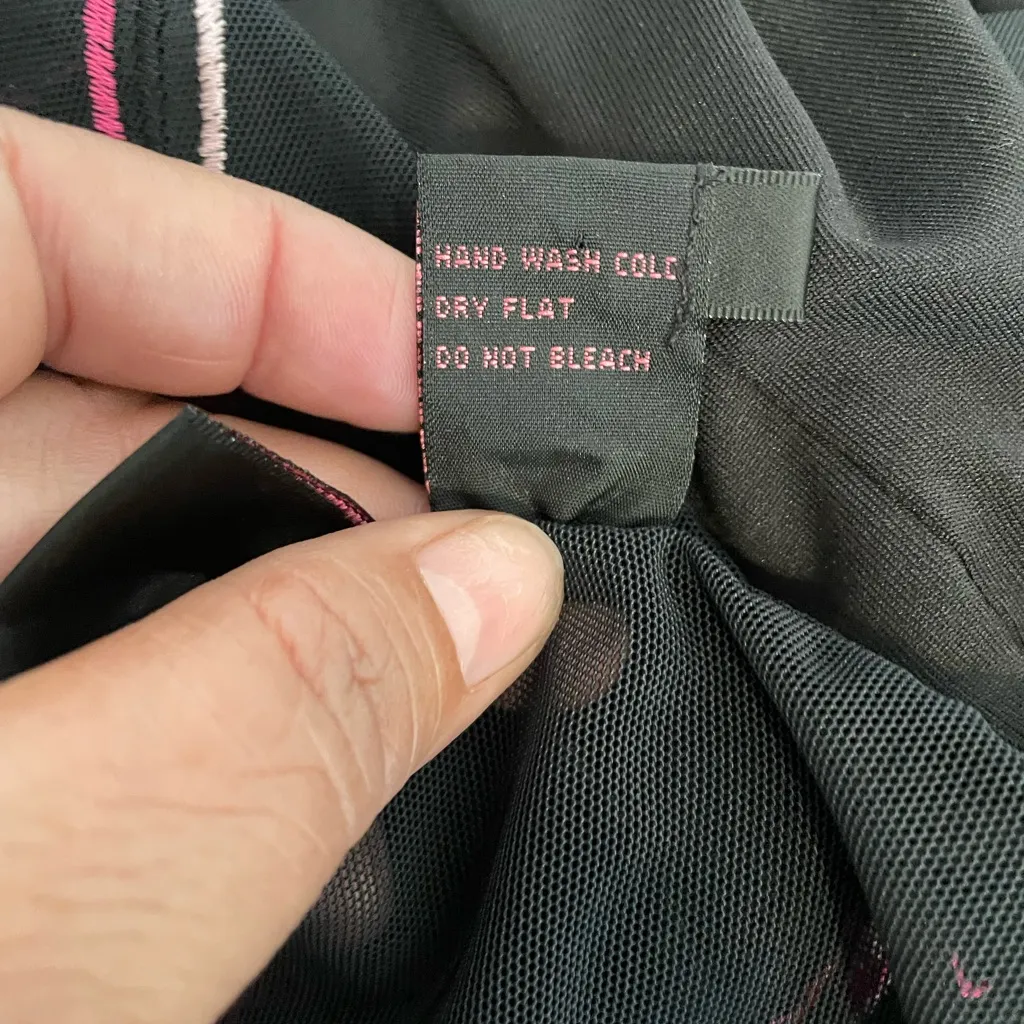 HAND WASH COLD
DRY FLAT
DO NOT BLEACH